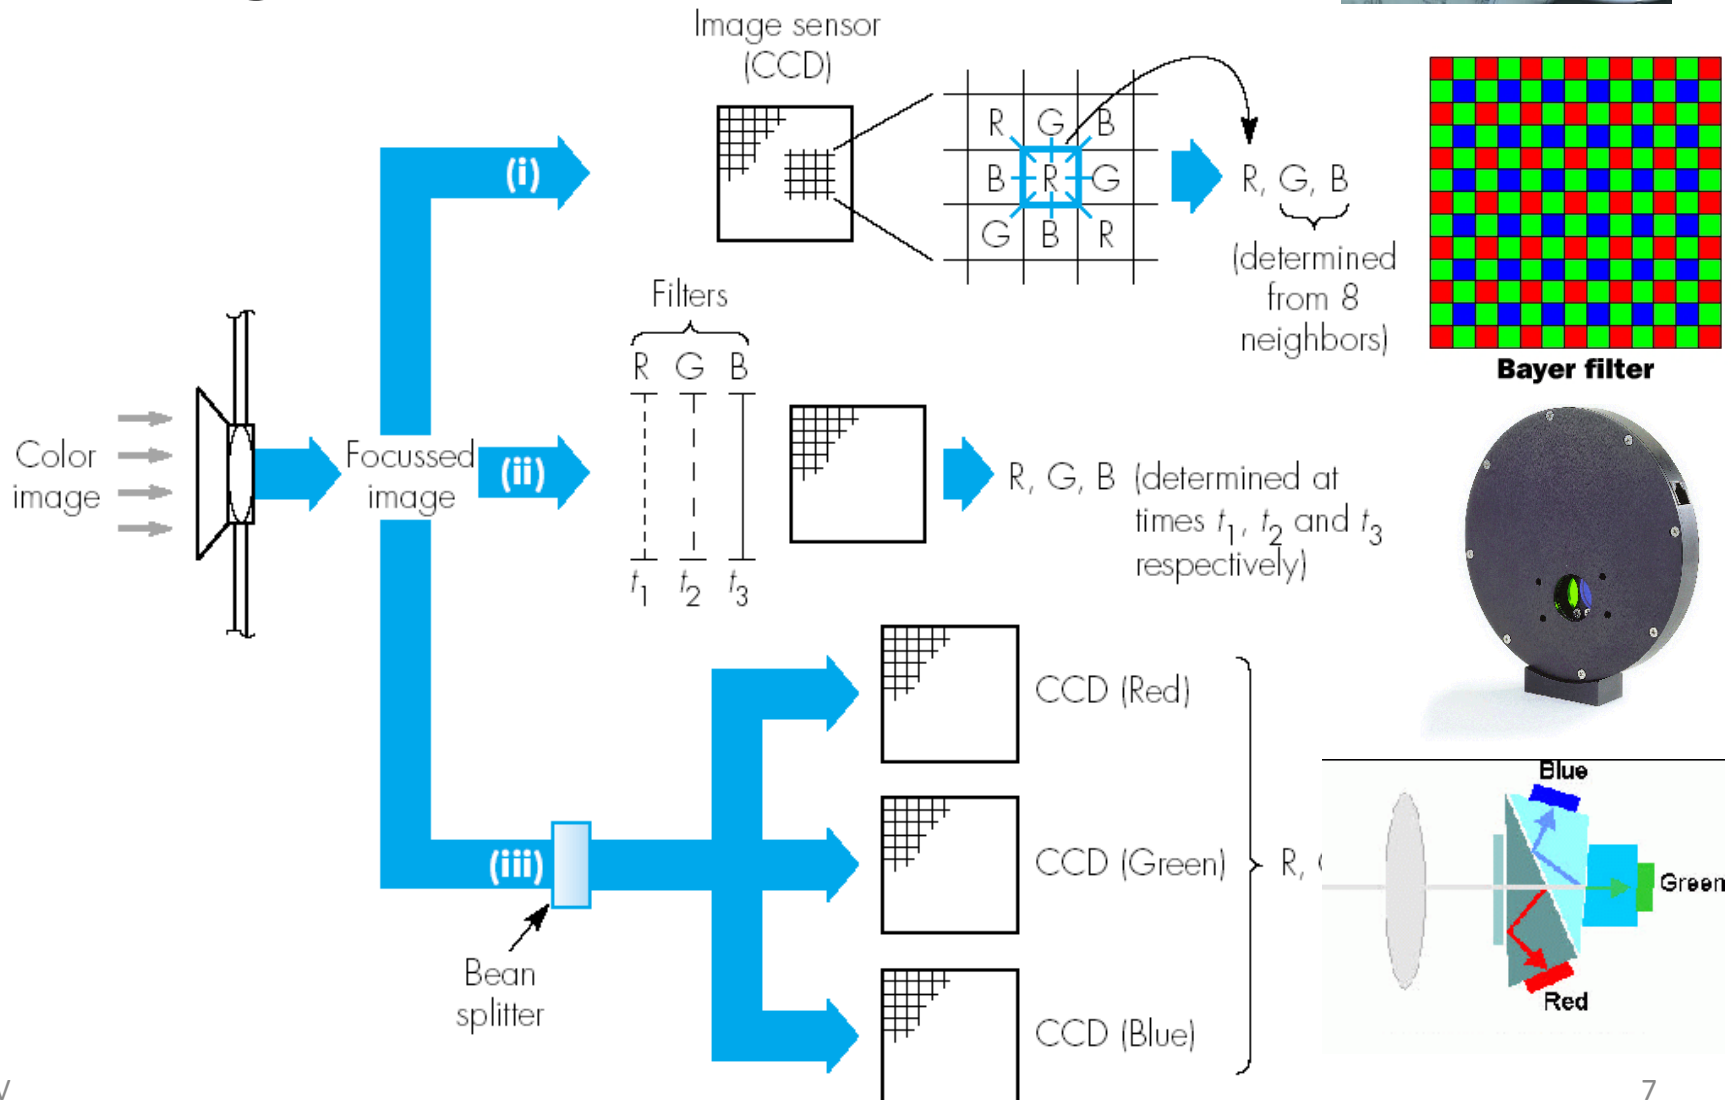 Image sensor
(CCD)
(i)
R G B
B R G
G B R
R, G, B
(determined
from 8
neighbors)
Bayer filter
Filters
R G B
t1 t2 t3
Color
image
Focussed
image
(ii)
R, G, B (determined at
times t1, t2 and t3
respectively)
(iii)
Bean
splitter
CCD (Red)
CCD (Green)
CCD (Blue)
R,
Blue
Green
Red
7